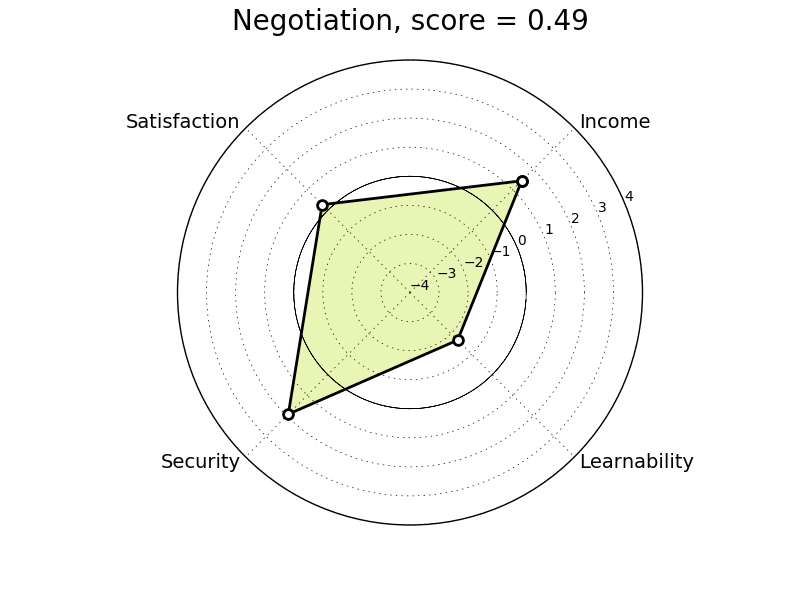 Negotiation, score = 0.49
Satisfaction
Income
4
3
2
1
0
−1
−2
−3
−4
Security
Learnability